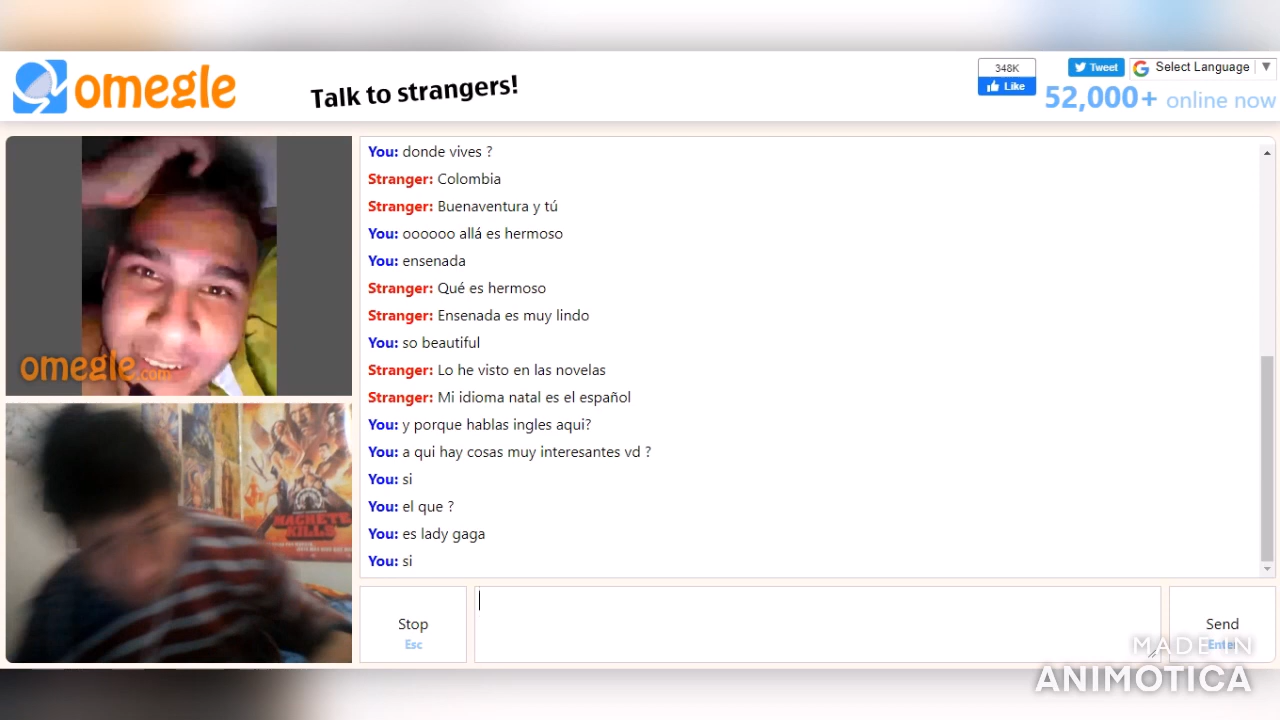 omegle
Talk to strangers!
348K
Like
Tweet
Select Language
52,000+ online now
omegle.com
MACHETE
KILLS
You: donde vives ?
Stranger: Colombia
Stranger: Buenaventura y tú
You: oooooo allá es hermoso
You: ensenada
Stranger: Qué es hermoso
Stranger: Ensenada es muy lindo
You: so beautiful
Stranger: Lo he visto en las novelas
Stranger: Mi idioma natal es el español
You: y porque hablas ingles aqui?
You: a qui hay cosas muy interesantes vd ?
You: si
You: el que ?
You: es lady gaga
You: si
Stop
Esc
Send
Enter
MADE IN
ANIMOTICA